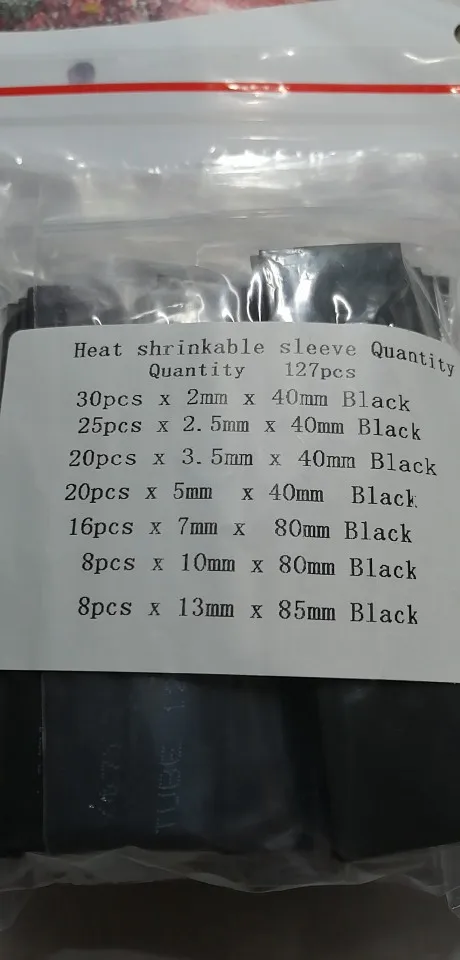 Heat shrinkable sleeve Quantity
Quantity 127pcs
30pcs x 2mm x 40mm Black
25pcs x 2.5mm x 40mm Black
20pcs x 3.5mm x 40mm Black
20pcs x 5mm x 40mm Black
16pcs x 7mm x 80mm Black
8pcs x 10mm x 80mm Black
8pcs x 13mm x 85mm Black